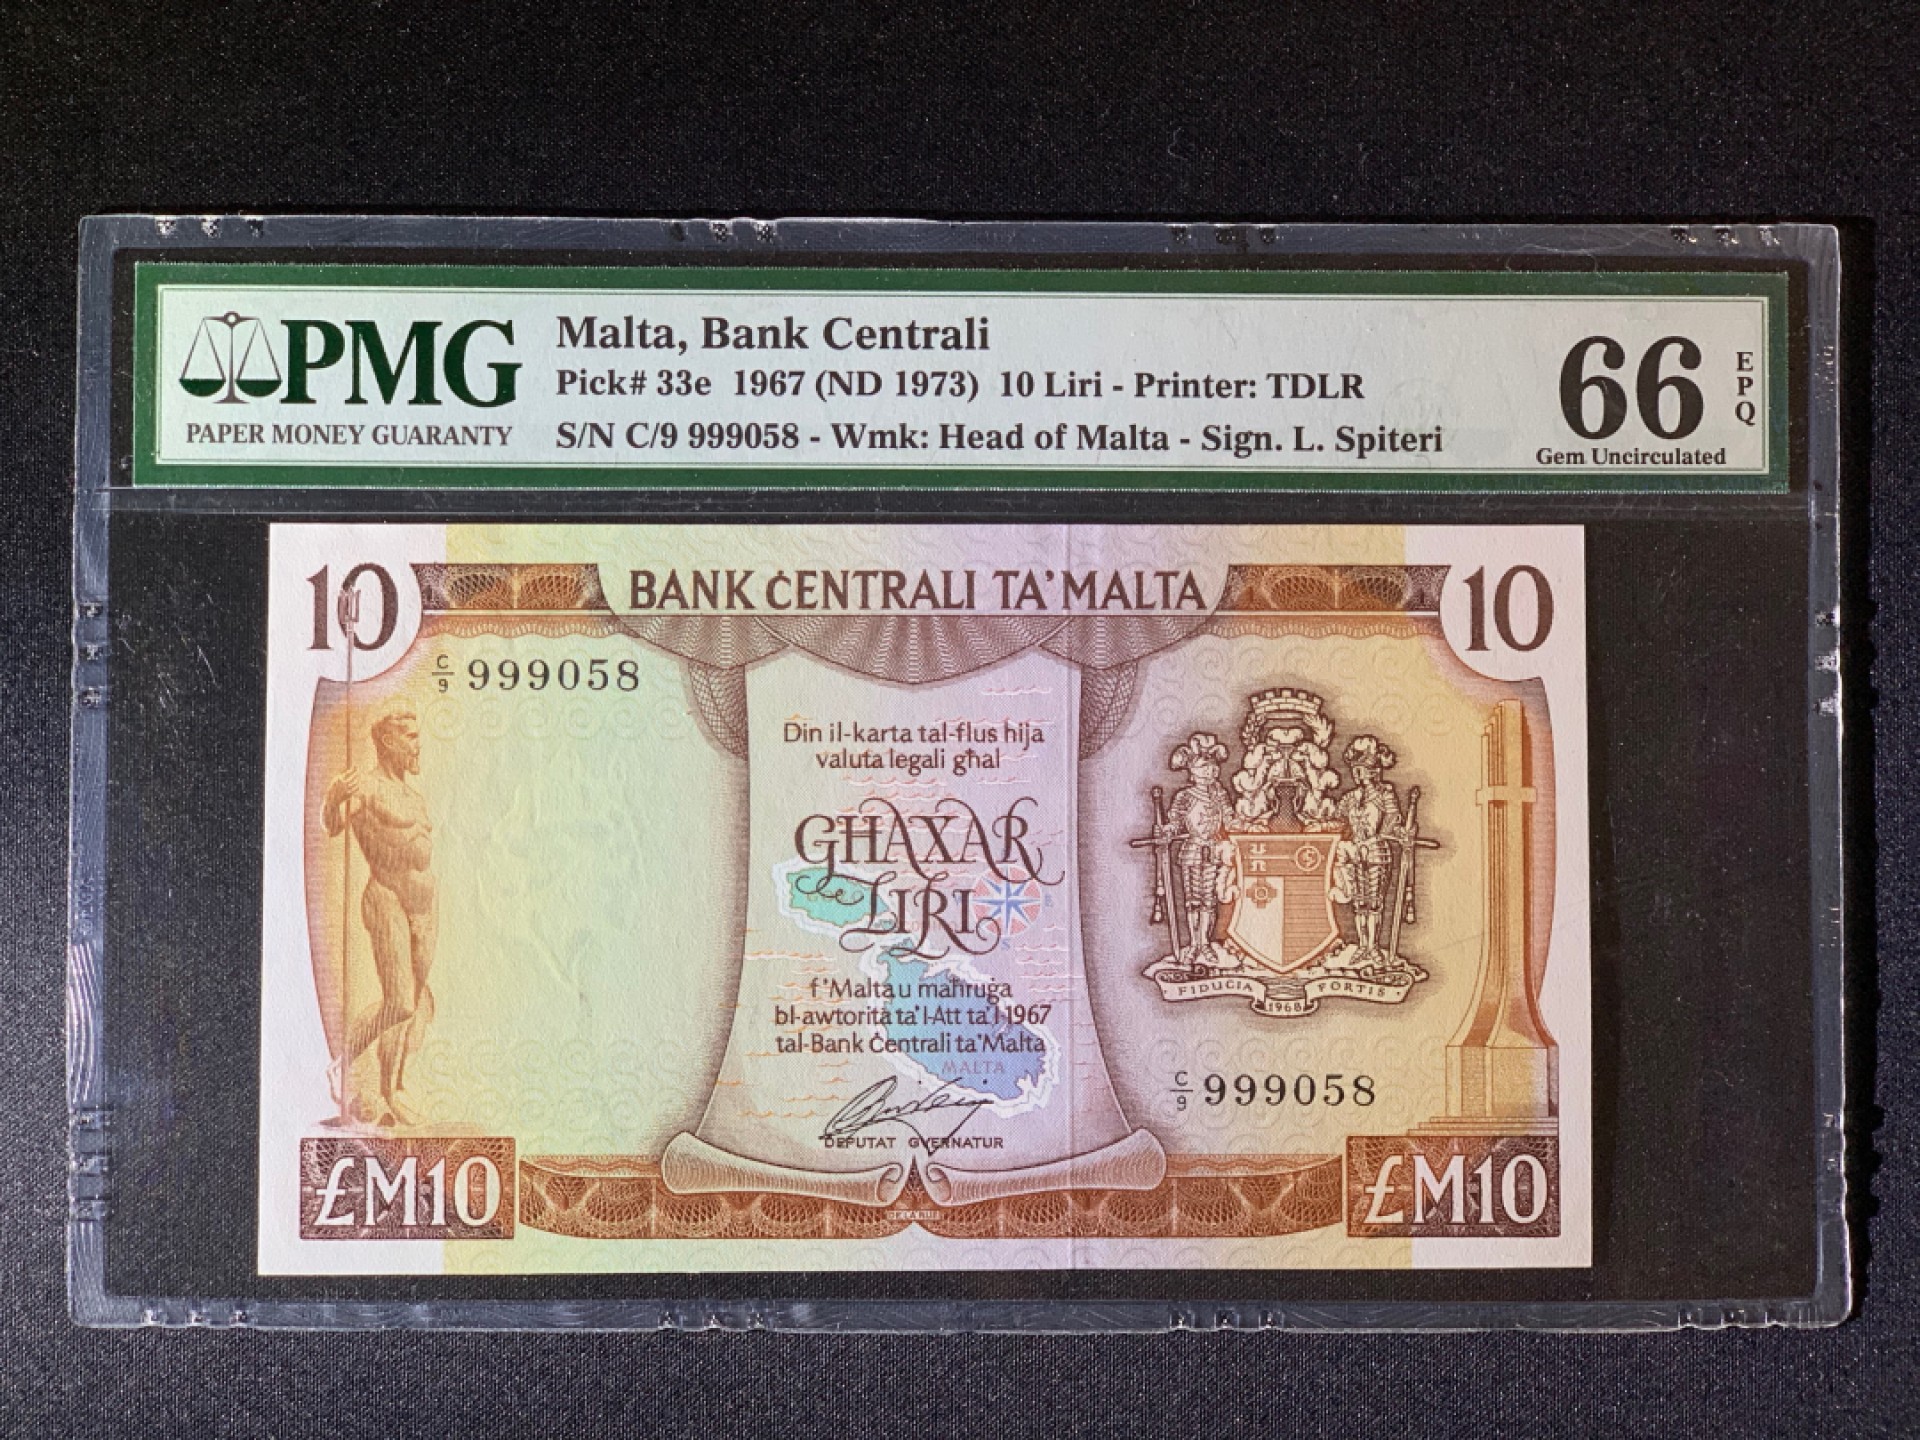 PMG
PAPER MONEY GUARANTY
Malta, Bank Centrali
Pick# 33e 1967 (ND 1973) 10 Liri - Printer: TDLR
S/N C/9 999058 - Wmk: Head of Malta - Sign. L. Spiteri
66
EPQ
Gem Uncirculated
10
BANK ĊENTRALI TA' MALTA
10
C/9 999058
Din il-karta tal-flus hija
valuta legali għal
GĦAXAR
LIRI
f'Malta u maħruġa
bl-awtorità ta' l-Att ta' l-1967
tal-Bank Ċentrali ta' Malta
MALTA
DEPUTAT GVERNATUR
FIDUCIA 1968 FORTIS
C/9 999058
£M10
DE LA RUE
£M10